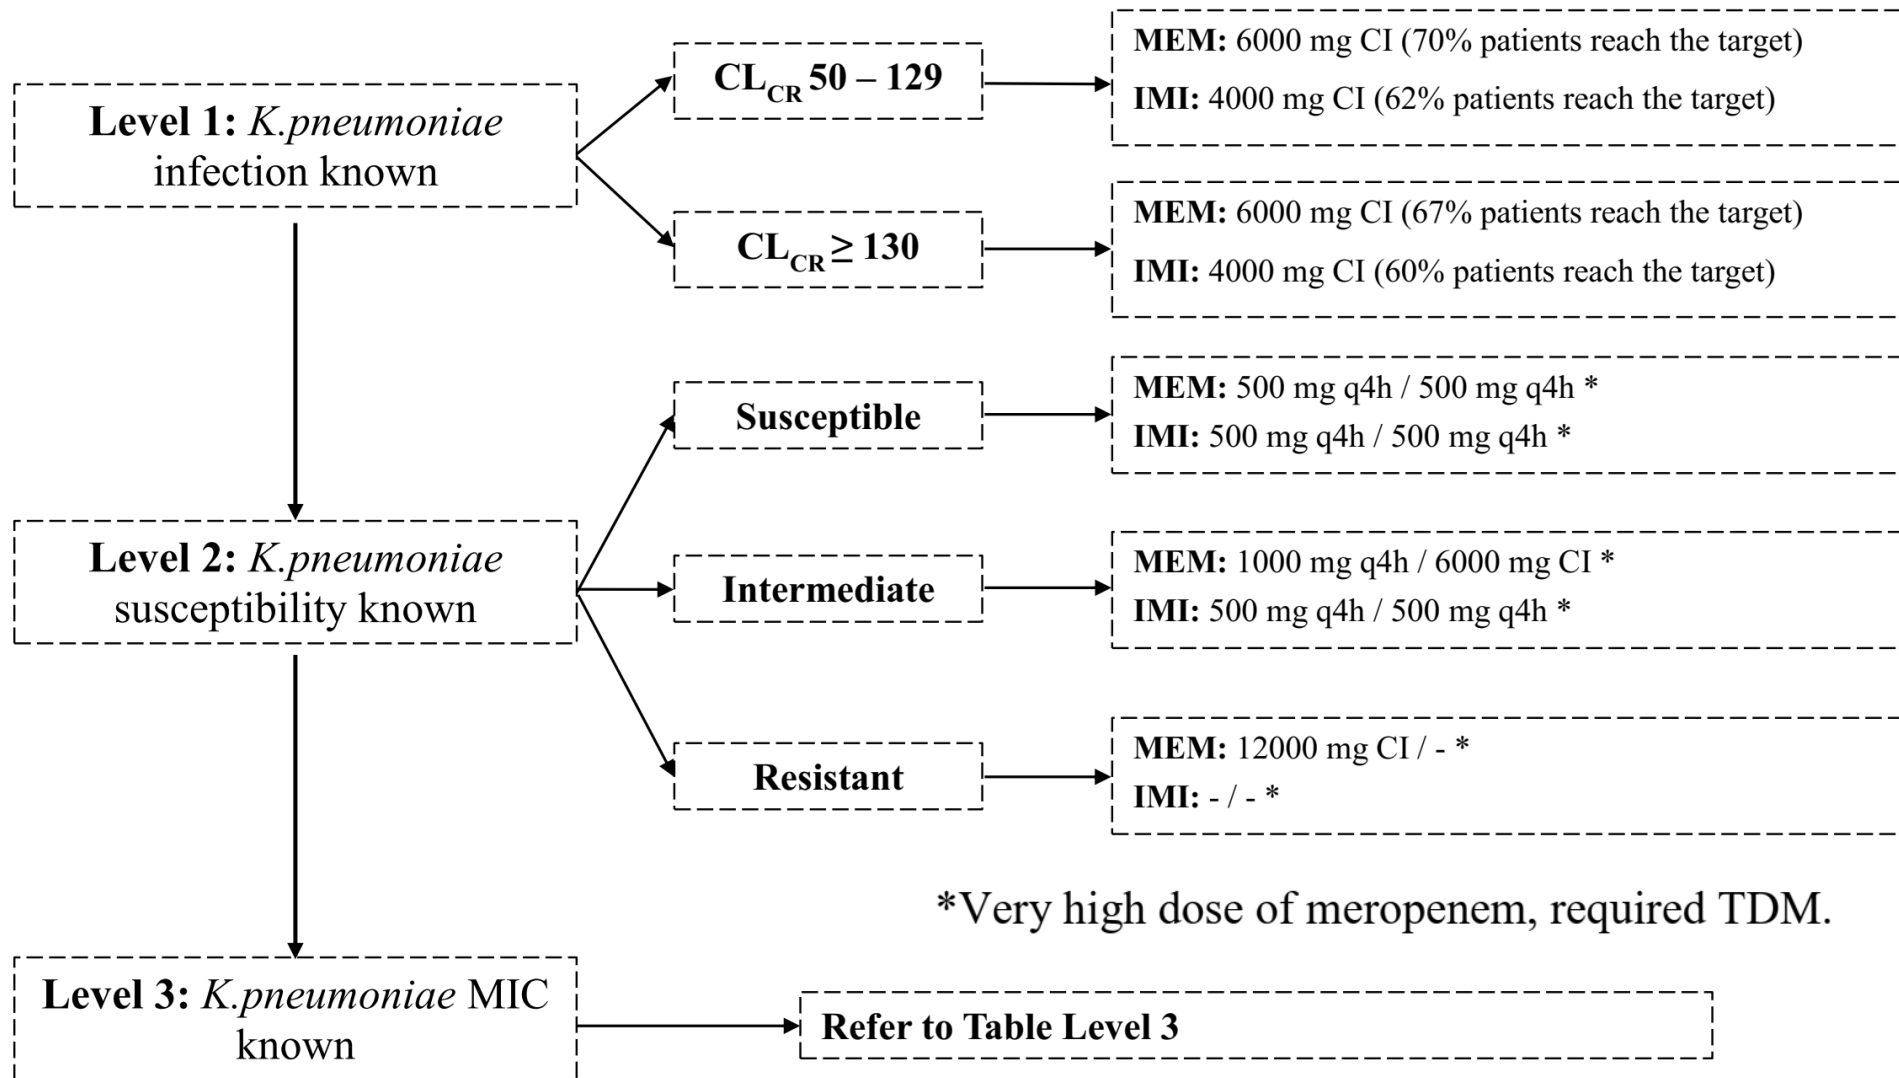 Level 1: K.pneumoniae
infection known
CL_CR 50 – 129
MEM: 6000 mg CI (70% patients reach the target)
IMI: 4000 mg CI (62% patients reach the target)
CL_CR ≥ 130
MEM: 6000 mg CI (67% patients reach the target)
IMI: 4000 mg CI (60% patients reach the target)
Level 2: K.pneumoniae
susceptibility known
Susceptible
MEM: 500 mg q4h / 500 mg q4h *
IMI: 500 mg q4h / 500 mg q4h *
Intermediate
MEM: 1000 mg q4h / 6000 mg CI *
IMI: 500 mg q4h / 500 mg q4h *
Resistant
MEM: 12000 mg CI / - *
IMI: - / - *
*Very high dose of meropenem, required TDM.
Level 3: K.pneumoniae MIC
known
Refer to Table Level 3